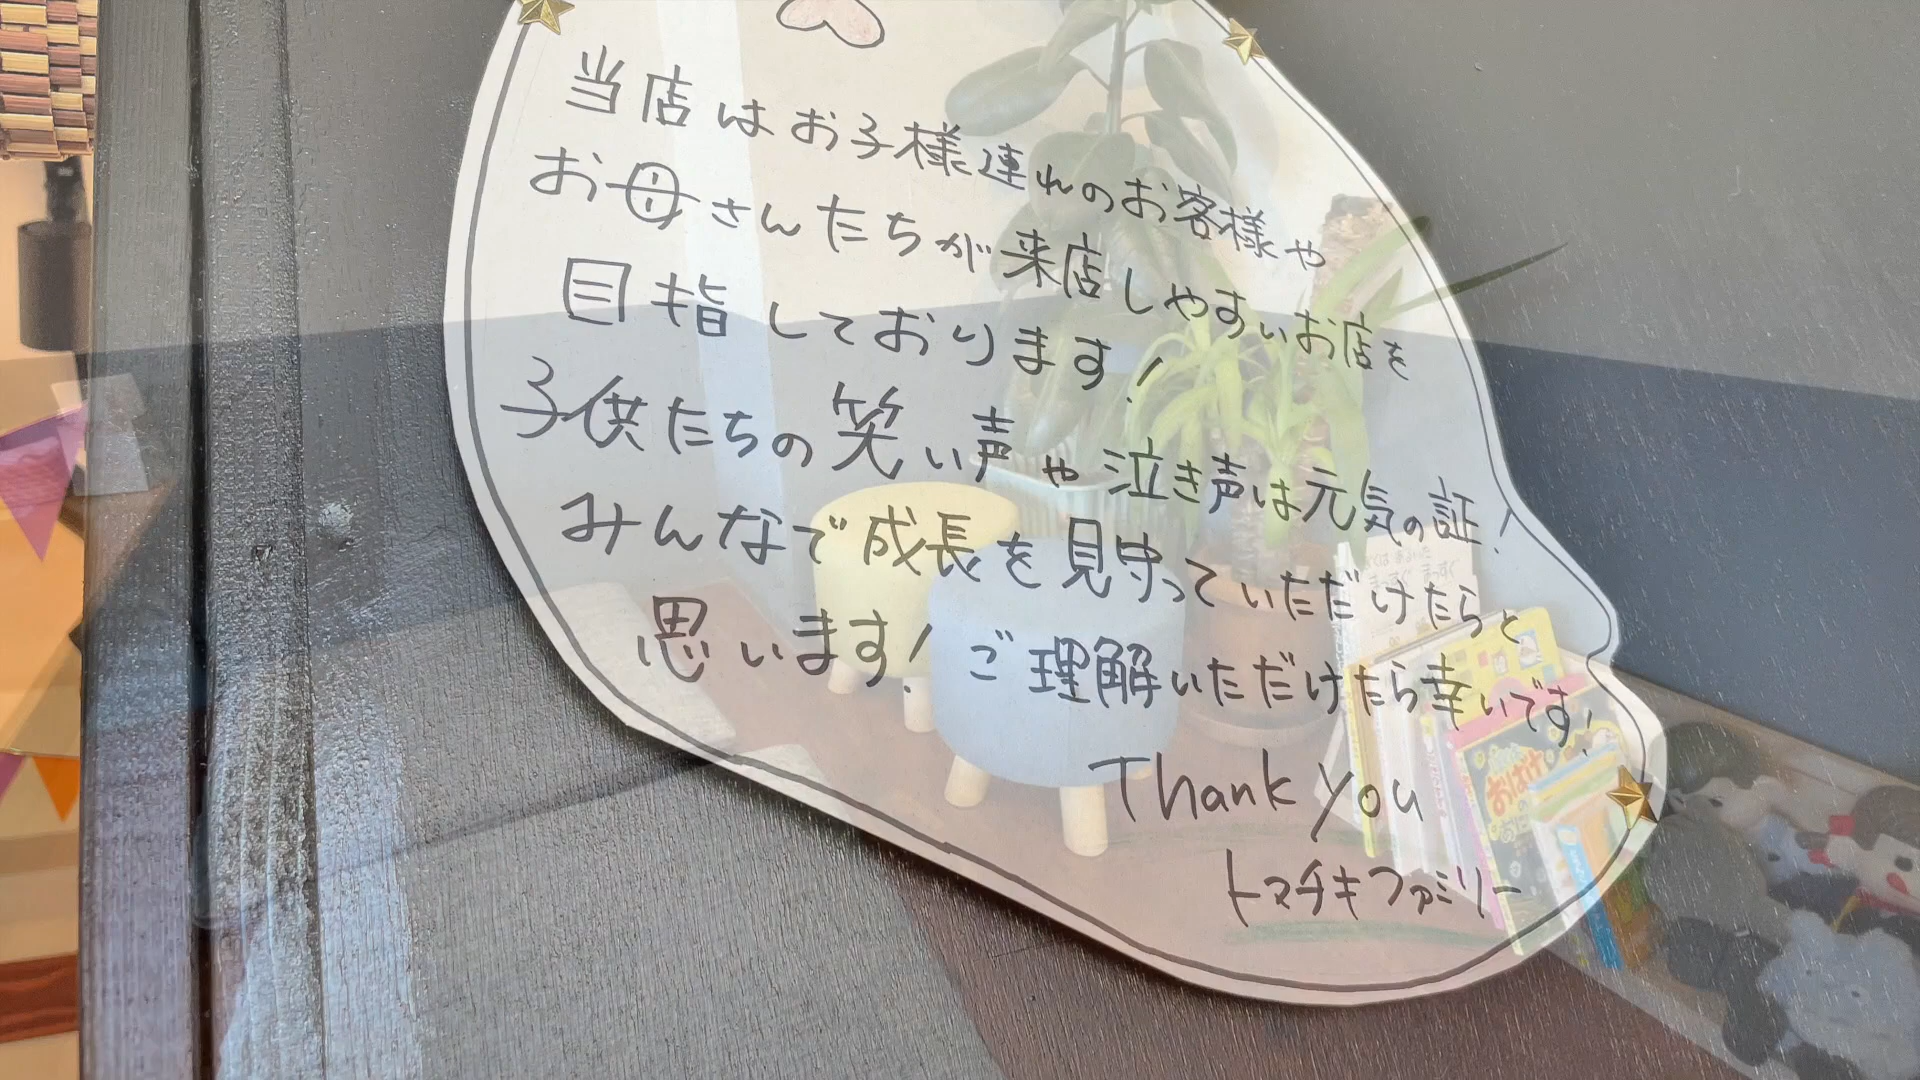 当店はお子様連れのお客様や
お母さんたちが来店しやすいお店を
目指しております!
子供たちの笑い声や泣き声は元気の証!
みんなで成長を見守っていただけたらと
思います! ご理解いただけたら幸いです!
Thank you
トマチキファミリー
おばけ